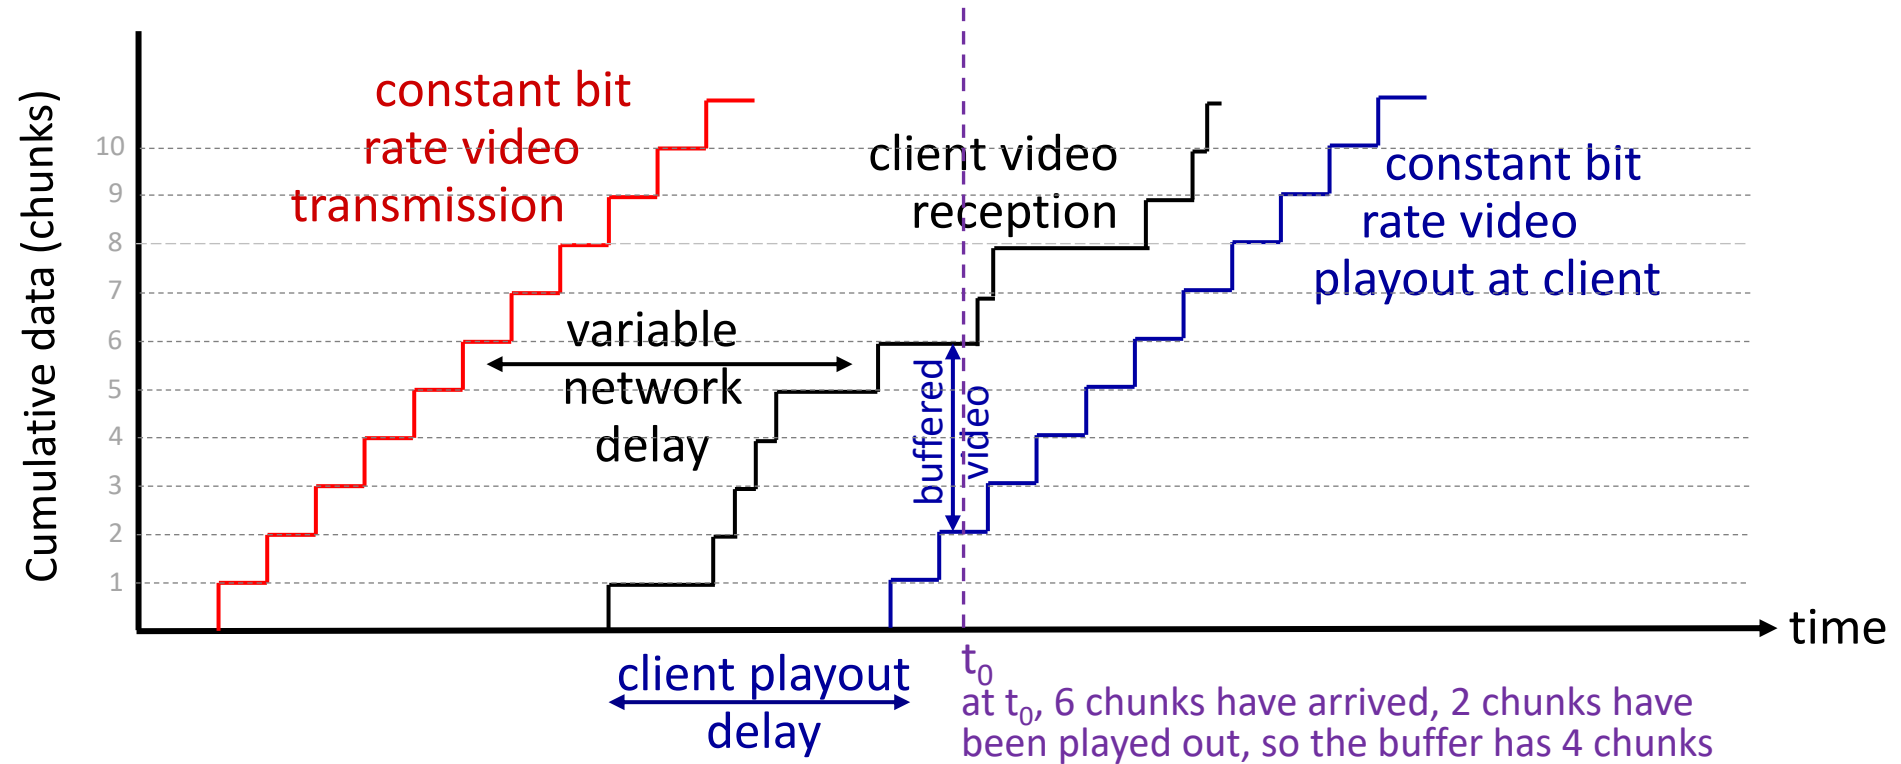 constant bit
rate video
transmission
client video
reception
constant bit
rate video
playout at client
Cumulative data (chunks)
10
9
8
7
6
5
4
3
2
1
variable
network
delay
buffered
video
time
client playout
delay
t0
at t0, 6 chunks have arrived, 2 chunks have
been played out, so the buffer has 4 chunks